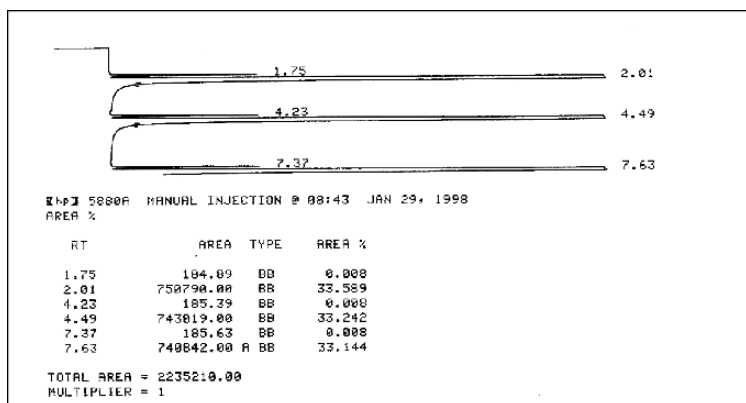 1.75 2.01
4.23 4.49
7.37 7.63
[hp] 5880A MANUAL INJECTION @ 08:43 JAN 29, 1998
AREA %
RT AREA TYPE AREA %
1.75 184.89 BB 0.008
2.01 750790.00 BB 33.589
4.23 185.39 BB 0.008
4.49 743019.00 BB 33.242
7.37 185.63 BB 0.008
7.63 740842.00 A BB 33.144
TOTAL AREA = 2235210.00
MULTIPLIER = 1